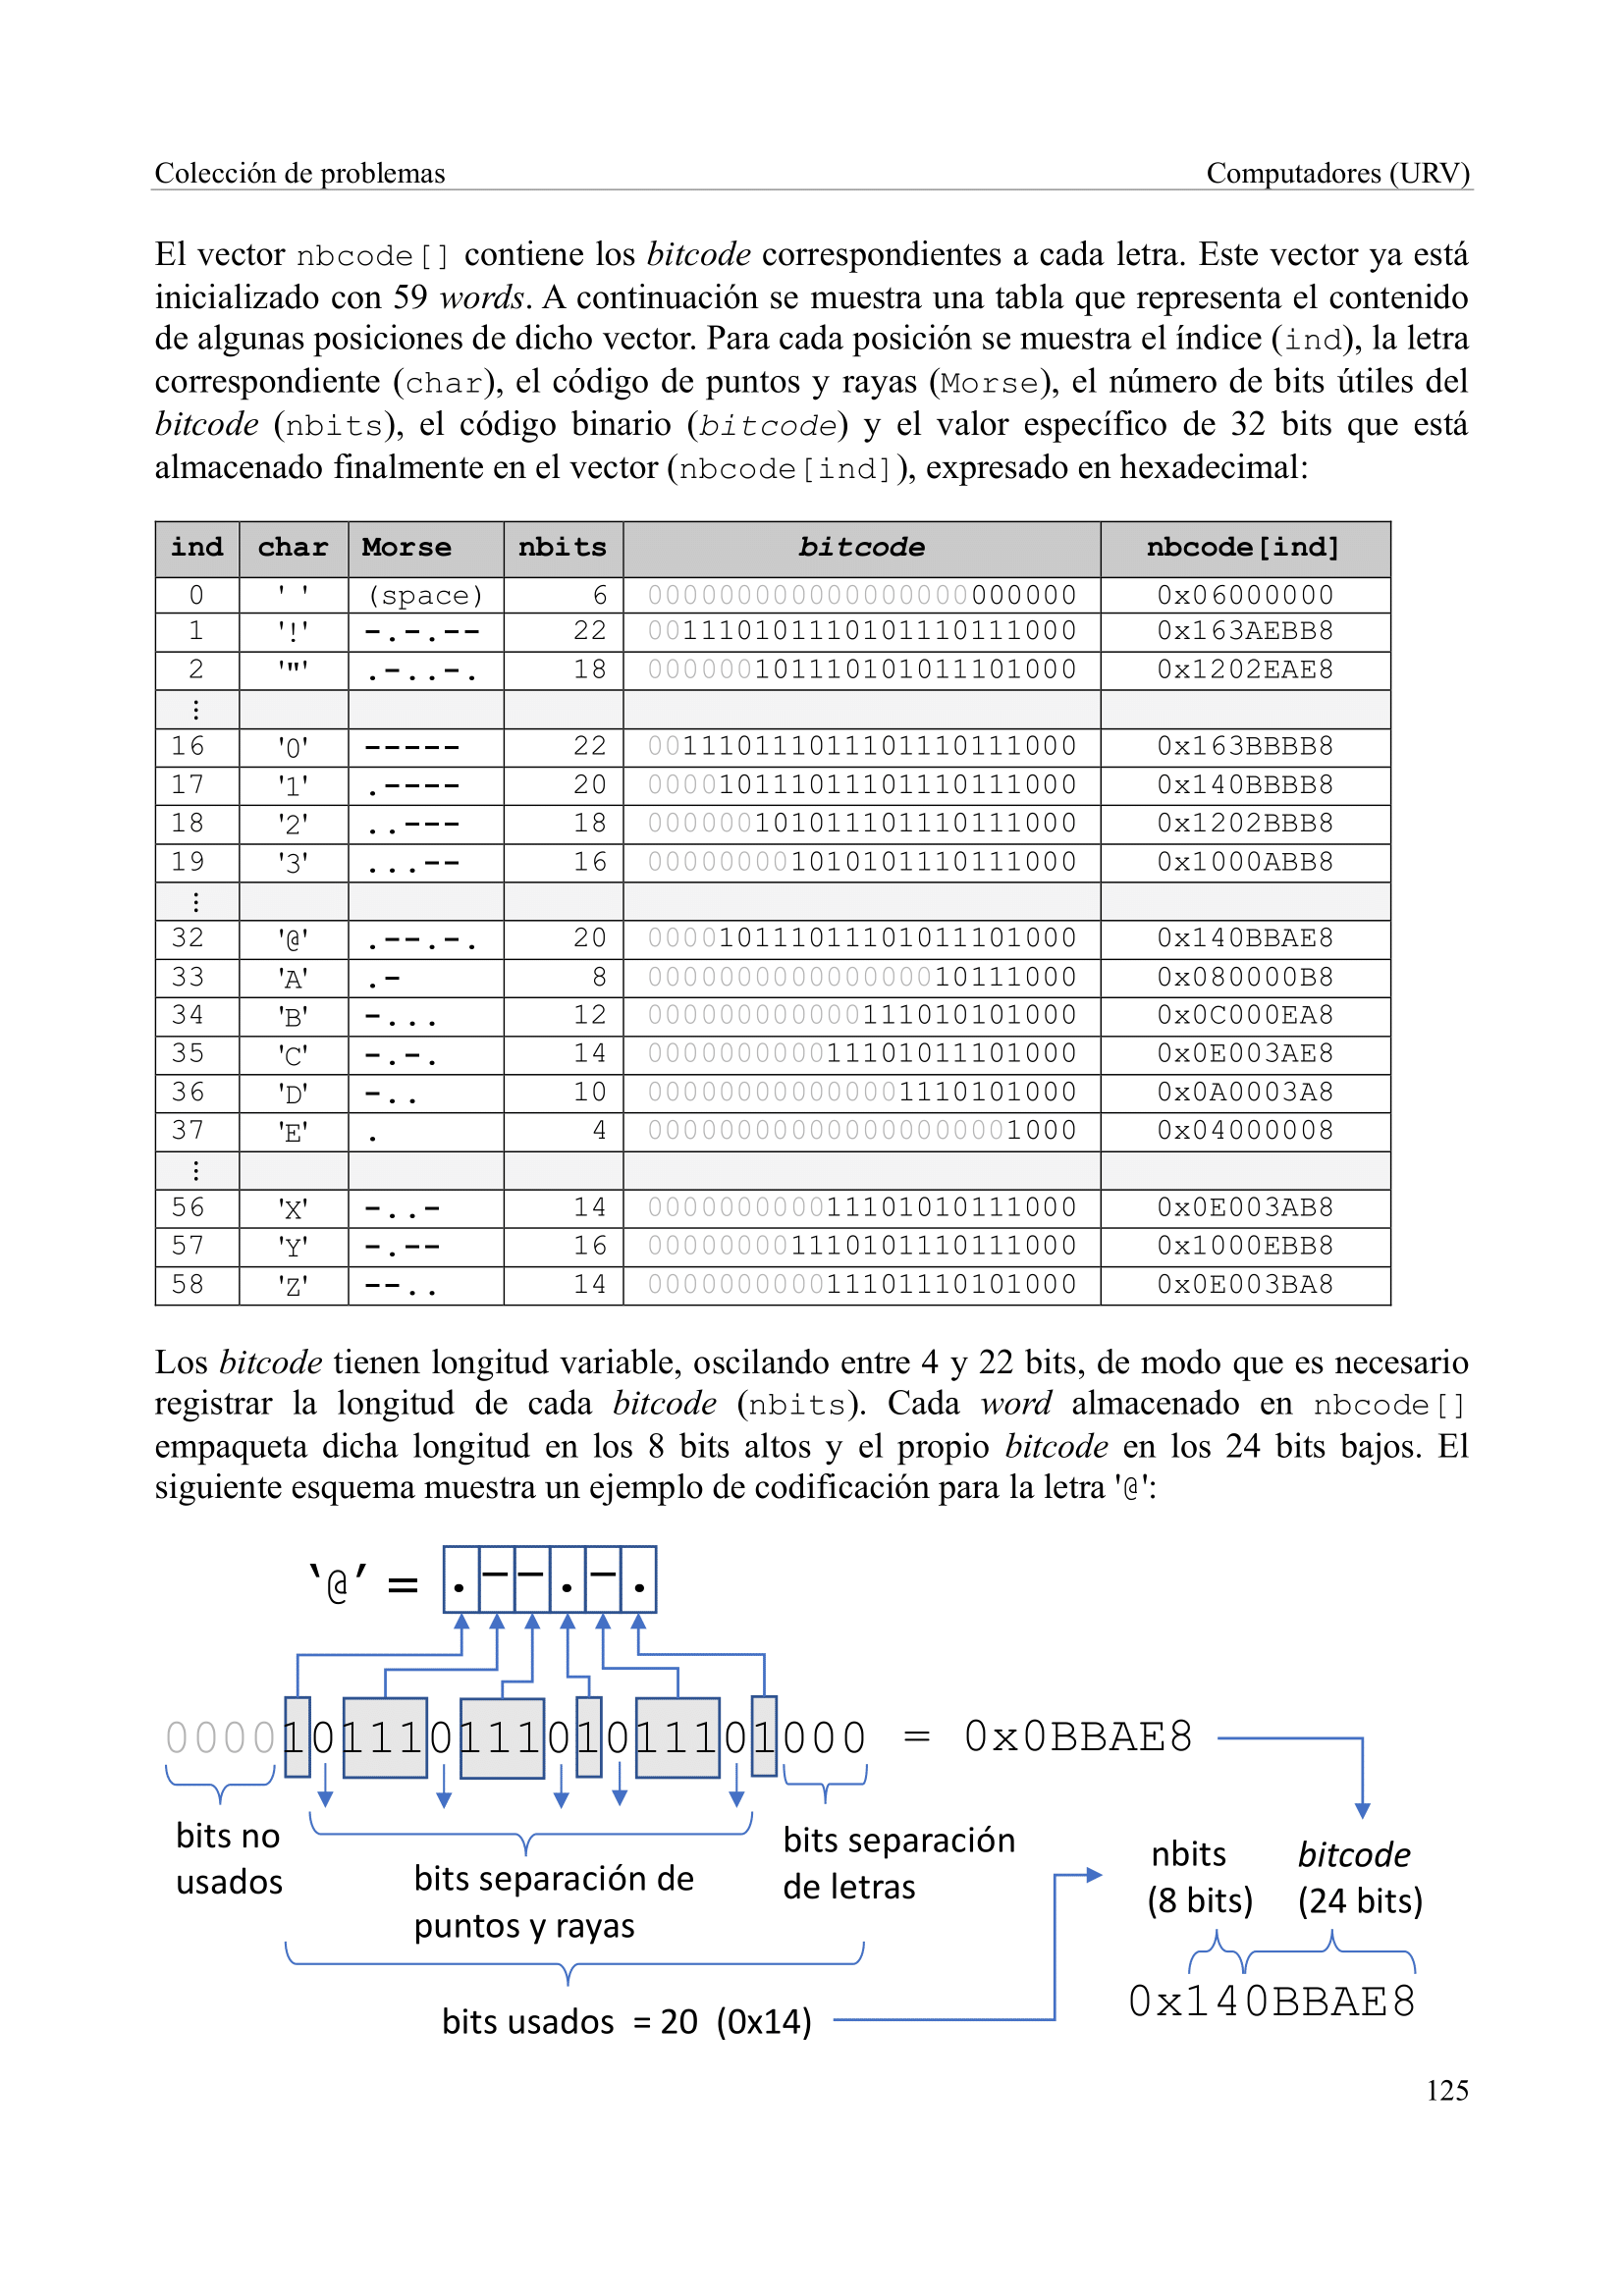 Colección de problemas Computadores (URV)
El vector nbcode[] contiene los bitcode correspondientes a cada letra. Este vector ya está
inicializado con 59 words. A continuación se muestra una tabla que representa el contenido
de algunas posiciones de dicho vector. Para cada posición se muestra el índice (ind), la letra
correspondiente (char), el código de puntos y rayas (Morse), el número de bits útiles del
bitcode (nbits), el código binario (bitcode) y el valor específico de 32 bits que está
almacenado finalmente en el vector (nbcode[ind]), expresado en hexadecimal:
ind char Morse nbits bitcode nbcode[ind]
0 ' ' (space) 6 000000000000000000000000 0x06000000
1 '!' -.-.-- 22 001110101110101110111000 0x163AEBB8
2 '"' .-..-. 18 000000101110101011101000 0x1202EAE8
⋮
16 '0' ----- 22 001110111011101110111000 0x163BBBB8
17 '1' .---- 20 000010111011101110111000 0x140BBBB8
18 '2' ..--- 18 000000101011101110111000 0x1202BBB8
19 '3' ...-- 16 000000001010101110111000 0x1000ABB8
⋮
32 '@' .--.-. 20 000010111011101011101000 0x140BBAE8
33 'A' .- 8 000000000000000010111000 0x080000B8
34 'B' -... 12 000000000000111010101000 0x0C000EA8
35 'C' -.-. 14 000000000011101011101000 0x0E003AE8
36 'D' -.. 10 000000000000001110101000 0x0A0003A8
37 'E' . 4 000000000000000000001000 0x04000008
⋮
56 'X' -..- 14 000000000011101010111000 0x0E003AB8
57 'Y' -.-- 16 000000001110101110111000 0x1000EBB8
58 'Z' --.. 14 000000000011101110101000 0x0E003BA8
Los bitcode tienen longitud variable, oscilando entre 4 y 22 bits, de modo que es necesario
registrar la longitud de cada bitcode (nbits). Cada word almacenado en nbcode[]
empaqueta dicha longitud en los 8 bits altos y el propio bitcode en los 24 bits bajos. El
siguiente esquema muestra un ejemplo de codificación para la letra '@':
‘@’ = .--.-.
000010111011101011101000 = 0x0BBAE8
bits no
usados
bits separación de
puntos y rayas
bits separación
de letras
nbits
(8 bits)
bitcode
(24 bits)
0x140BBAE8
bits usados = 20 (0x14)
125